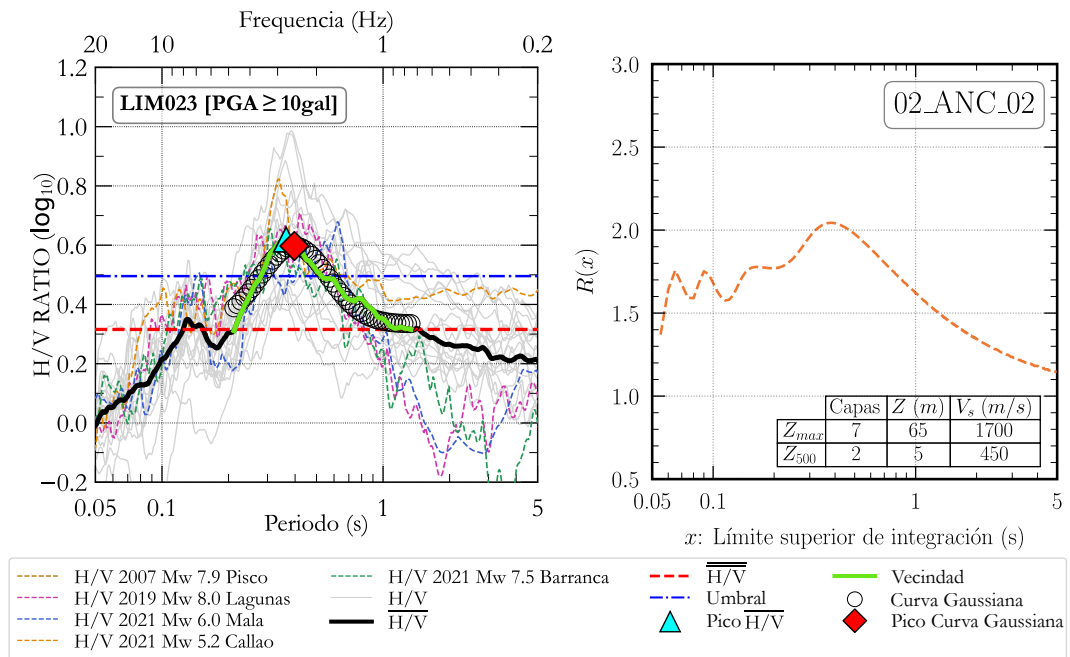 Frequencia (Hz)
20 10 1 0.2
1.2
1.0
0.8
0.6
0.4
0.2
0.0
−0.2
H/V RATIO (log10)
LIM023 [PGA ≥ 10gal]
0.05 0.1 1 5
Periodo (s)
3.0
2.5
2.0
1.5
1.0
0.5
R(x)
02_ANC_02
Capas Z (m) Vs (m/s)
Zmax 7 65 1700
Z500 2 5 450
0.05 0.1 1 5
x: Límite superior de integración (s)
H/V 2007 Mw 7.9 Pisco
H/V 2019 Mw 8.0 Lagunas
H/V 2021 Mw 6.0 Mala
H/V 2021 Mw 5.2 Callao
H/V 2021 Mw 7.5 Barranca
H/V
H/V
H/V
Umbral
Pico H/V
Vecindad
Curva Gaussiana
Pico Curva Gaussiana